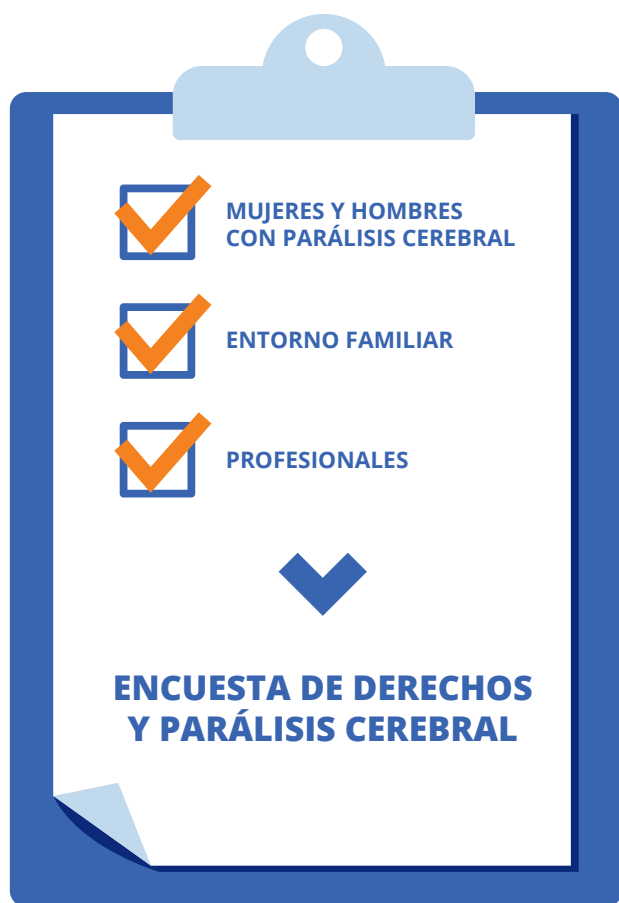 MUJERES Y HOMBRES
CON PARÁLISIS CEREBRAL
ENTORNO FAMILIAR
PROFESIONALES
ENCUESTA DE DERECHOS
Y PARÁLISIS CEREBRAL